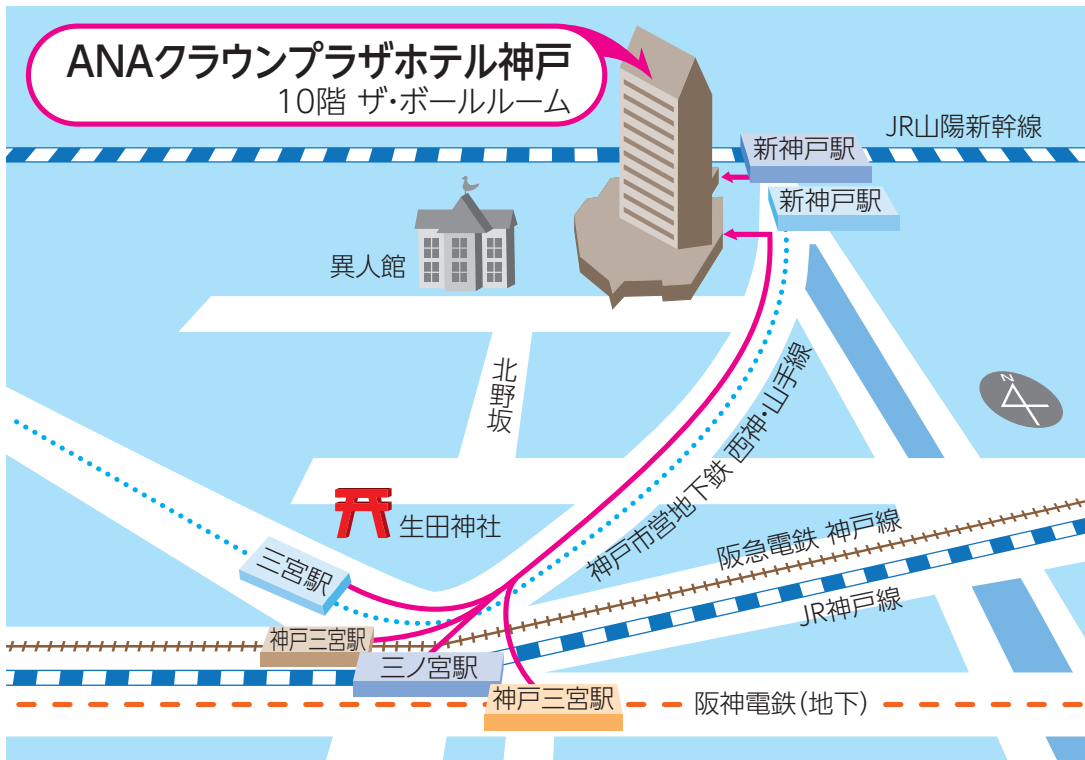 ANAクラウンプラザホテル神戸
10階 ザ・ボールルーム
JR山陽新幹線
新神戸駅
新神戸駅
異人館
北野坂
N
神戸市営地下鉄 西神・山手線
生田神社
阪急電鉄 神戸線
三宮駅
JR神戸線
神戸三宮駅
三ノ宮駅
神戸三宮駅
阪神電鉄(地下)